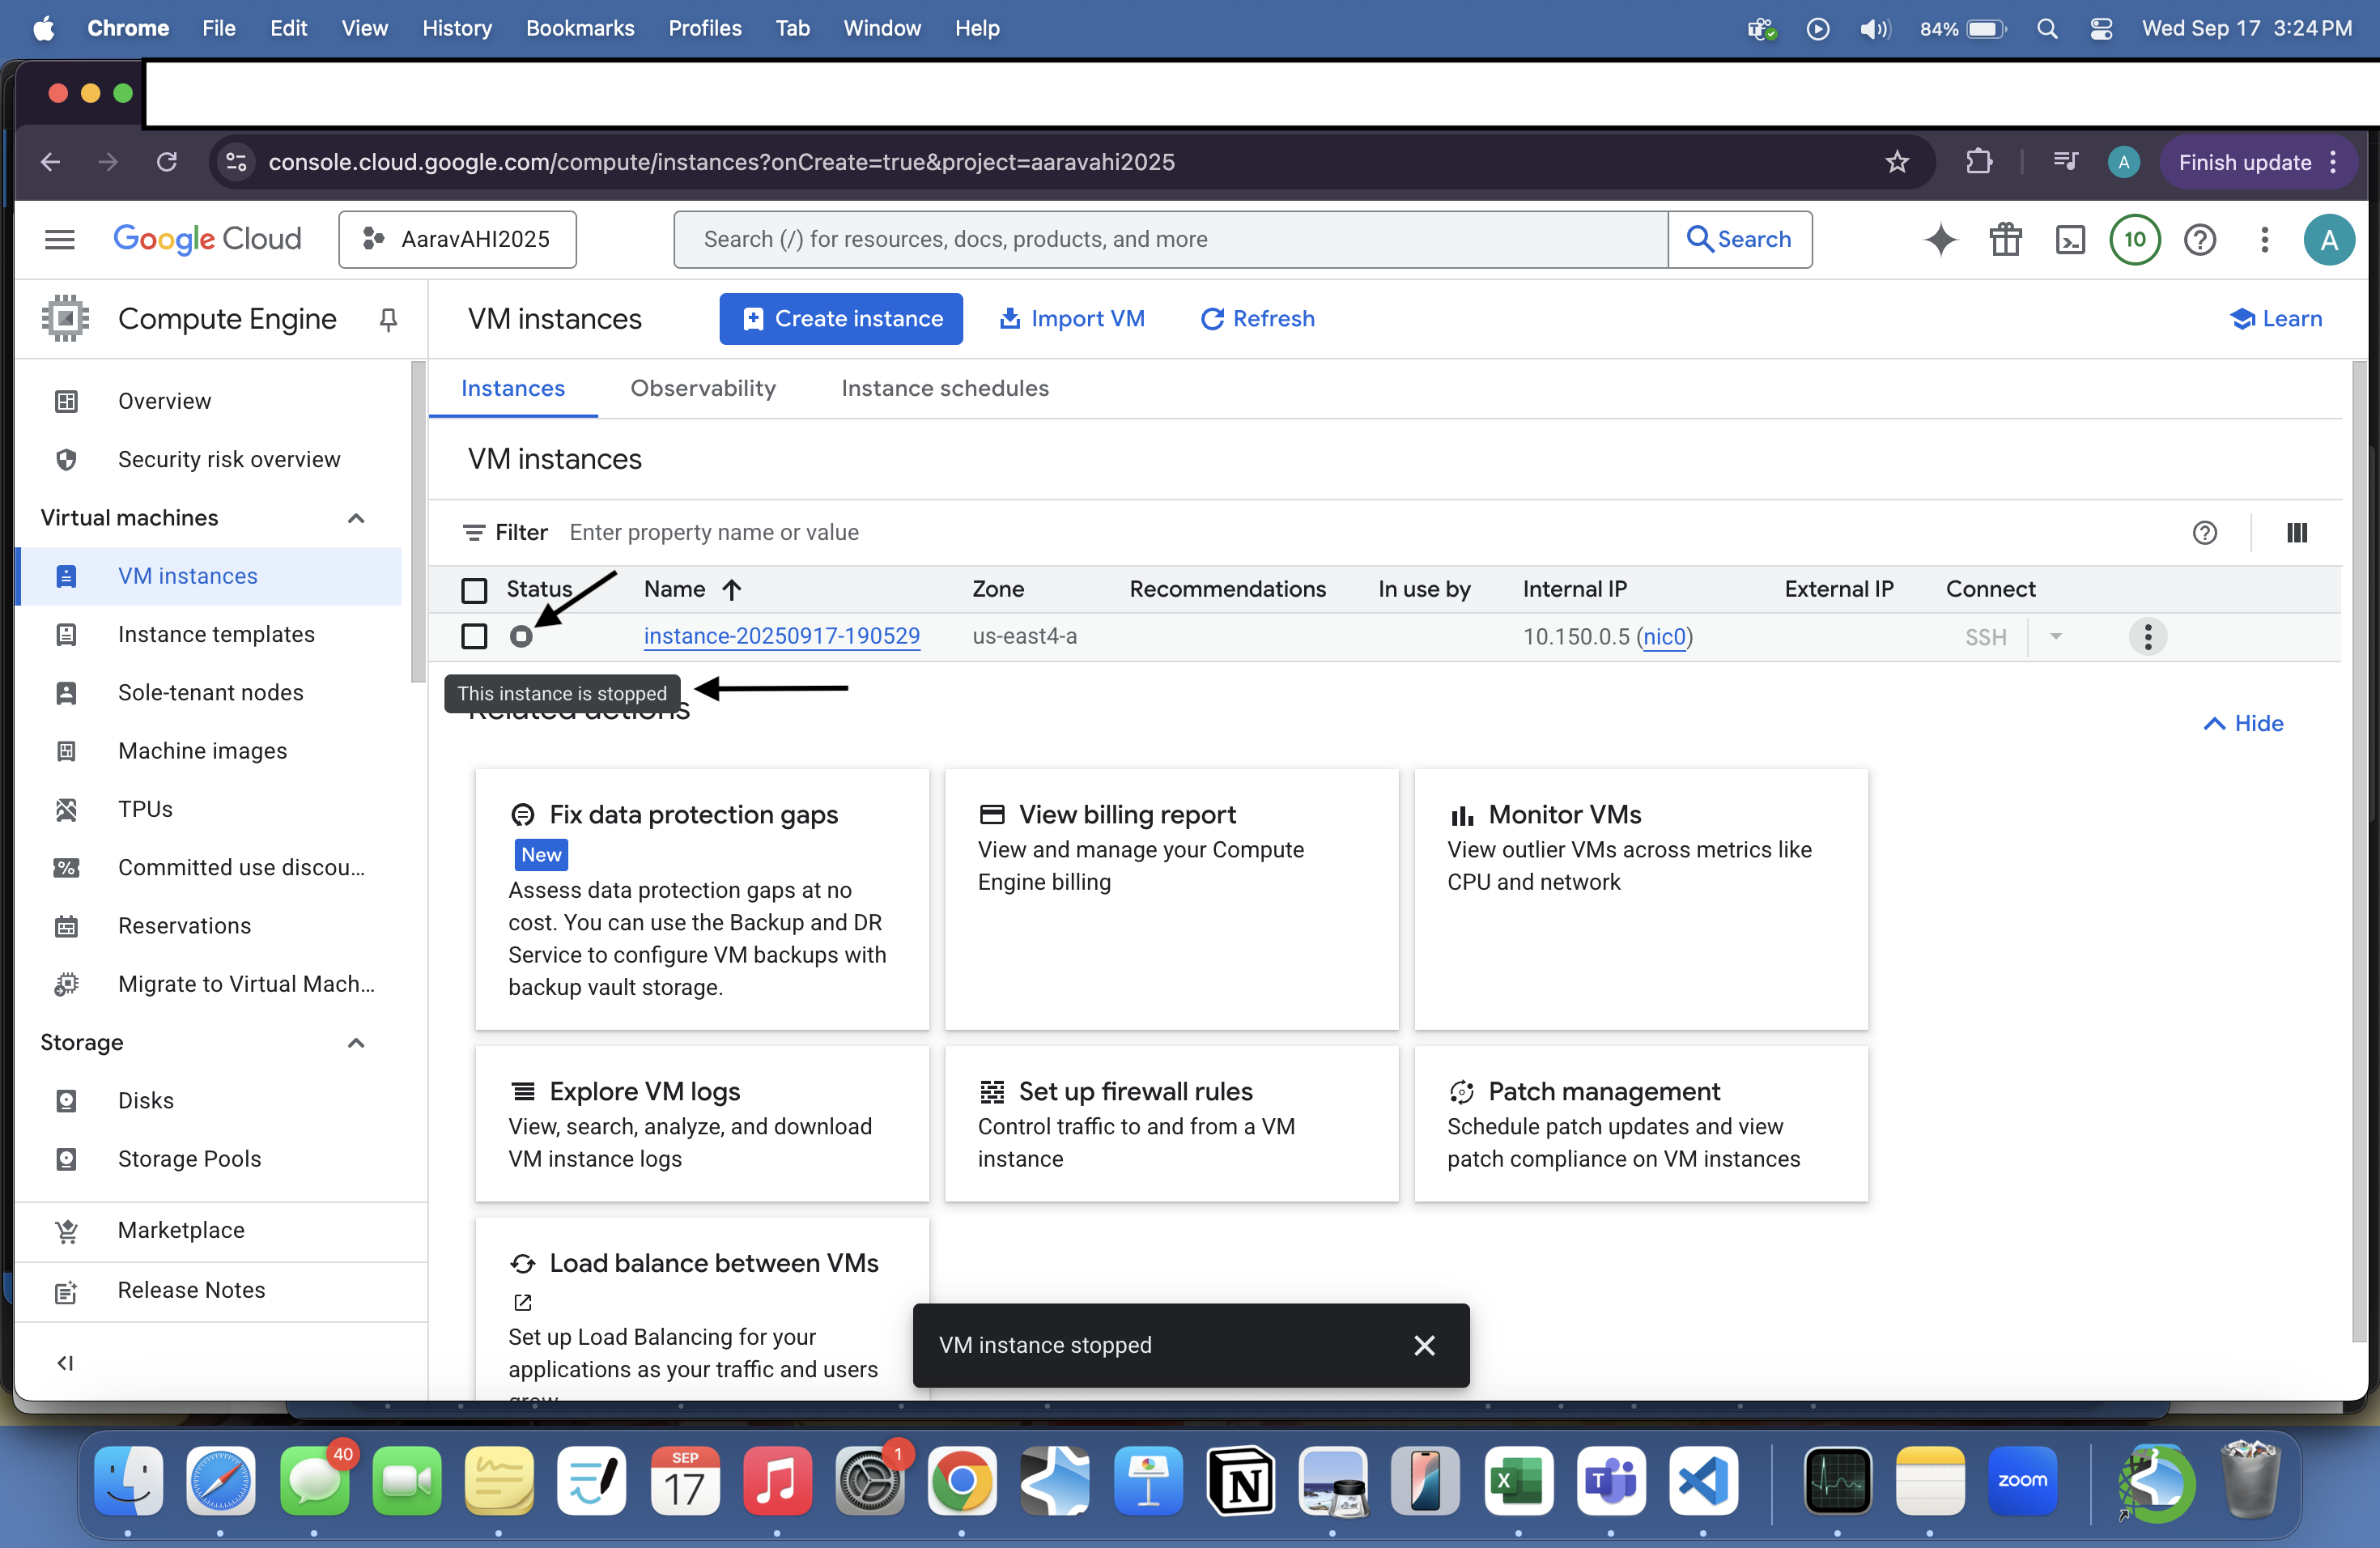 Chrome File Edit View History Bookmarks Profiles Tab Window Help 84% Wed Sep 17 3:24 PM
console.cloud.google.com/compute/instances?onCreate=true&project=aaravahi2025 A Finish update
Google Cloud AaravAHI2025 Search (/) for resources, docs, products, and more Search 10 A
Compute Engine
Overview
Security risk overview
Virtual machines
VM instances
Instance templates
Sole-tenant nodes
Machine images
TPUs
Committed use discou...
Reservations
Migrate to Virtual Mach...
Storage
Disks
Storage Pools
Marketplace
Release Notes
VM instances Create instance Import VM Refresh Learn
Instances Observability Instance schedules
VM instances
Filter Enter property name or value
Status Name Zone Recommendations In use by Internal IP External IP Connect
instance-20250917-190529 us-east4-a 10.150.0.5 (nic0) SSH
This instance is stopped
Related actions
Hide
Fix data protection gaps
New
Assess data protection gaps at no
cost. You can use the Backup and DR
Service to configure VM backups with
backup vault storage.
View billing report
View and manage your Compute
Engine billing
Monitor VMs
View outlier VMs across metrics like
CPU and network
Explore VM logs
View, search, analyze, and download
VM instance logs
Set up firewall rules
Control traffic to and from a VM
instance
Patch management
Schedule patch updates and view
patch compliance on VM instances
Load balance between VMs
Set up Load Balancing for your
applications as your traffic and users
grow
VM instance stopped
40
SEP
17
1
N
X
T
zoom